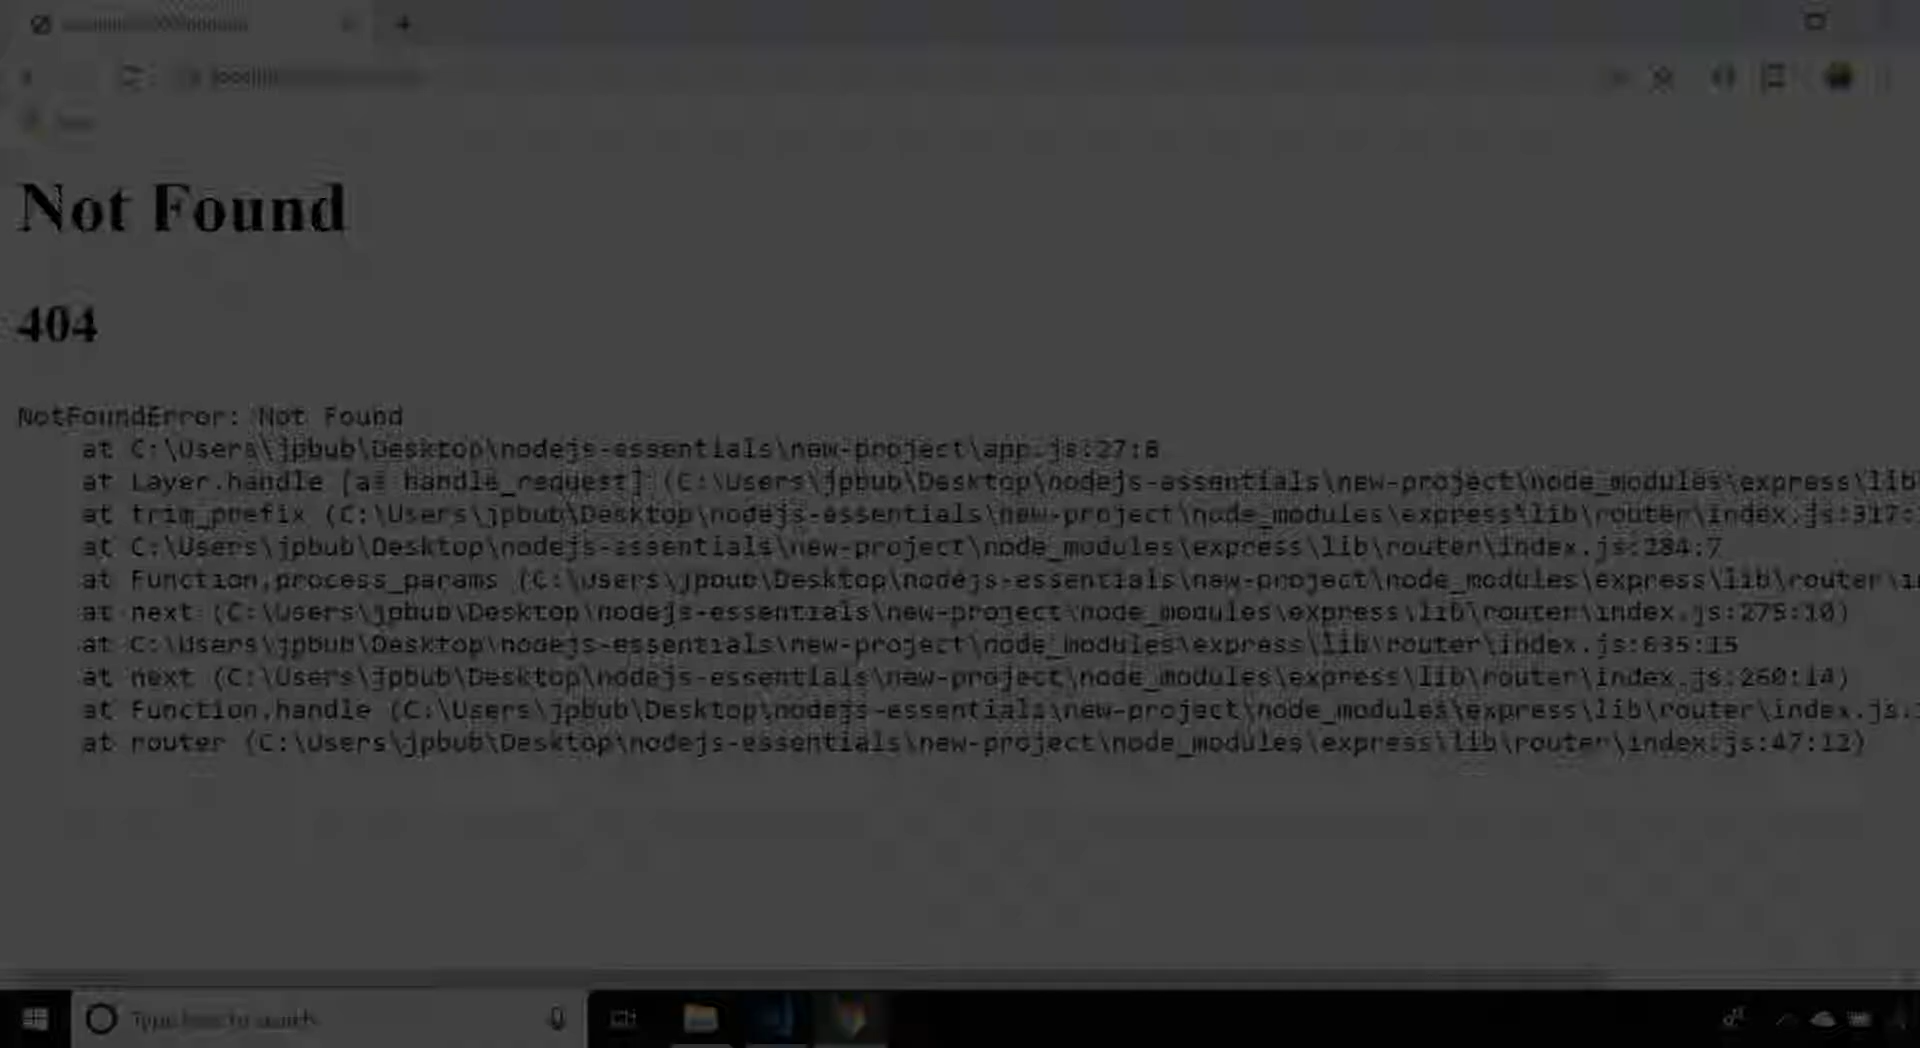 Not Found
404
NotFoundError: Not Found
at C:\Users\jpbub\Desktop\nodejs-essentials\new-project\app.js:27:8
at Layer.handle [as handle_request] (C:\Users\jpbub\Desktop\nodejs-essentials\new-project\node_modules\express\lib
at trim_prefix (C:\Users\jpbub\Desktop\nodejs-essentials\new-project\node_modules\express\lib\router\index.js:317:
at C:\Users\jpbub\Desktop\nodejs-essentials\new-project\node_modules\express\lib\router\index.js:284:7
at Function.process_params (C:\Users\jpbub\Desktop\nodejs-essentials\new-project\node_modules\express\lib\router\in
at next (C:\Users\jpbub\Desktop\nodejs-essentials\new-project\node_modules\express\lib\router\index.js:275:10)
at C:\Users\jpbub\Desktop\nodejs-essentials\new-project\node_modules\express\lib\router\index.js:635:15
at next (C:\Users\jpbub\Desktop\nodejs-essentials\new-project\node_modules\express\lib\router\index.js:260:14)
at Function.handle (C:\Users\jpbub\Desktop\nodejs-essentials\new-project\node_modules\express\lib\router\index.js:
at router (C:\Users\jpbub\Desktop\nodejs-essentials\new-project\node_modules\express\lib\router\index.js:47:12)
Type here to search